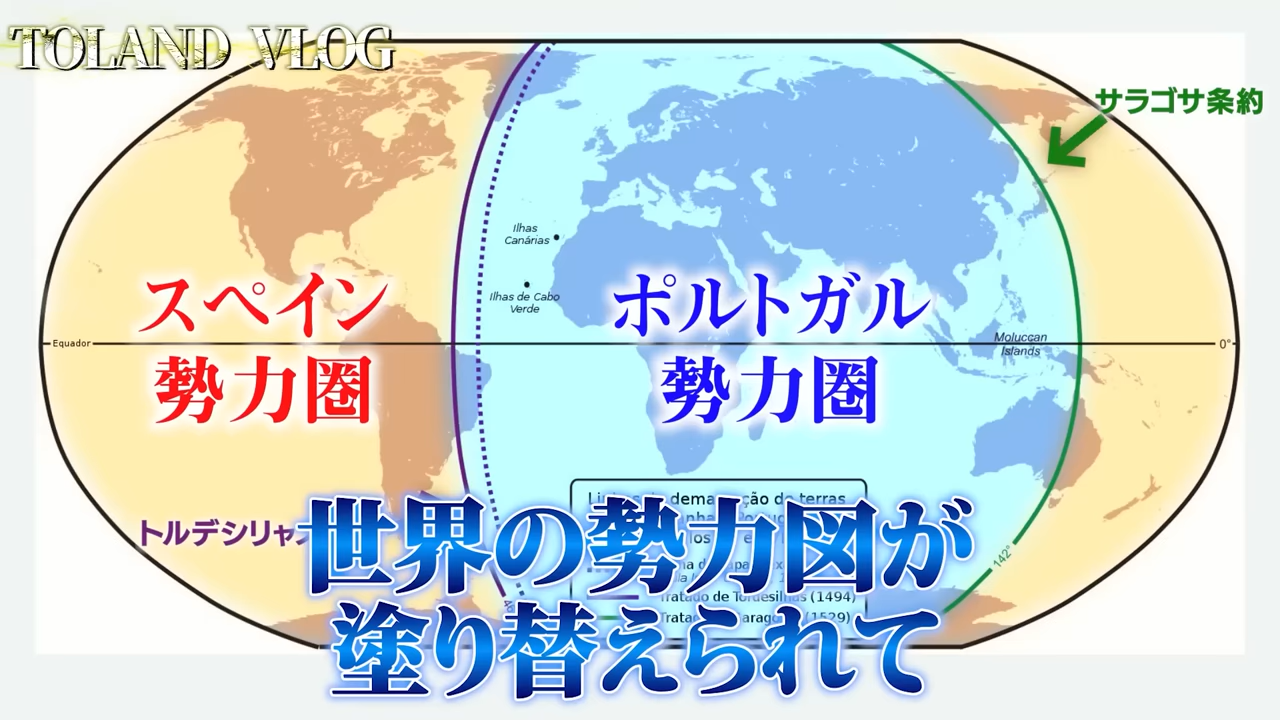 TOLAND VLOG
サラゴサ条約
Ilhas
Canárias
スペイン
勢力圏
ポルトガル
勢力圏
Ilhas de Cabo
Verde
Equador
Moluccan
Islands
0°
トルデシリャ
世界の勢力図が
塗り替えられて
142°
Tratado de Tordesilhas (1494)
(1529)